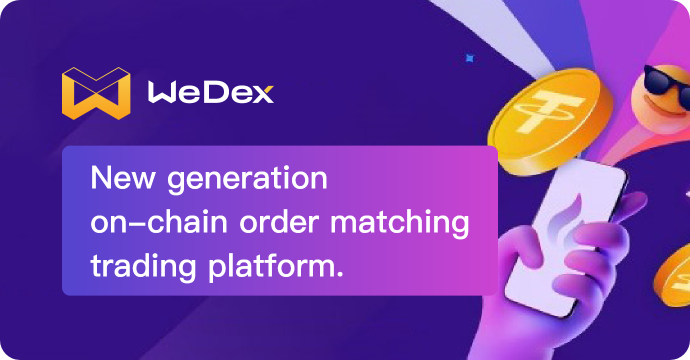 WeDex
New generation
on-chain order matching
trading platform.